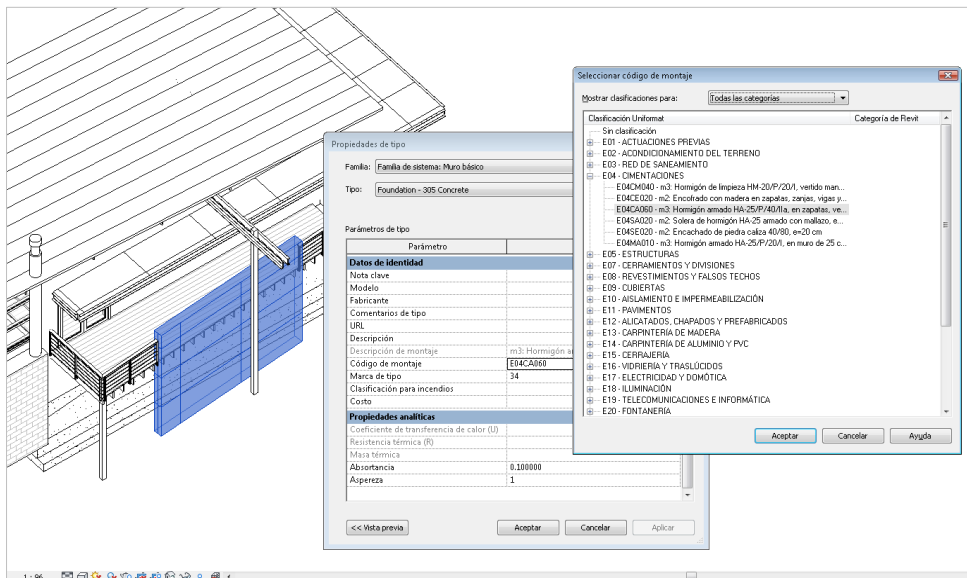 Seleccionar código de montaje
Mostrar clasificaciones para: Todas las categorías
Clasificación Uniformat Categoría de Revit
Sin clasificación
E01 - ACTUACIONES PREVIAS
E02 - ACONDICIONAMIENTO DEL TERRENO
E03 - RED DE SANEAMIENTO
E04 - CIMENTACIONES
E04CM040 - m3: Hormigón de limpieza HM-20/P/20/I, vertido man...
E04CE020 - m2: Encofrado con madera en zapatas, zanjas, vigas y...
E04CA060 - m3: Hormigón armado HA-25/P/40/IIa, en zapatas, ve...
E04SA020 - m2: Solera de hormigón HA-25 armado con mallazo, e...
E04SE020 - m2: Encachado de piedra caliza 40/80, e=20 cm
E04MA010 - m3: Hormigón armado HA-25/P/20/I, en muro de 25 c...
E05 - ESTRUCTURAS
E07 - CERRAMIENTOS Y DIVISIONES
E08 - REVESTIMIENTOS Y FALSOS TECHOS
E09 - CUBIERTAS
E10 - AISLAMIENTO E IMPERMEABILIZACIÓN
E11 - PAVIMENTOS
E12 - ALICATADOS, CHAPADOS Y PREFABRICADOS
E13 - CARPINTERÍA DE MADERA
E14 - CARPINTERÍA DE ALUMINIO Y PVC
E15 - CERRAJERÍA
E16 - VIDRIERÍA Y TRASLÚCIDOS
E17 - ELECTRICIDAD Y DOMÓTICA
E18 - ILUMINACIÓN
E19 - TELECOMUNICACIONES E INFORMÁTICA
E20 - FONTANERÍA
Aceptar Cancelar Ayuda
Propiedades de tipo
Familia: Familia de sistema: Muro básico
Tipo: Foundation - 305 Concrete
Parámetros de tipo
Parámetro
Datos de identidad
Nota clave
Modelo
Fabricante
Comentarios de tipo
URL
Descripción
Descripción de montaje m3: Hormigón a
Código de montaje E04CA060
Marca de tipo 34
Clasificación para incendios
Costo
Propiedades analíticas
Coeficiente de transferencia de calor (U)
Resistencia térmica (R)
Masa térmica
Absortancia 0.100000
Aspereza 1
<< Vista previa Aceptar Cancelar Aplicar
1 : 96